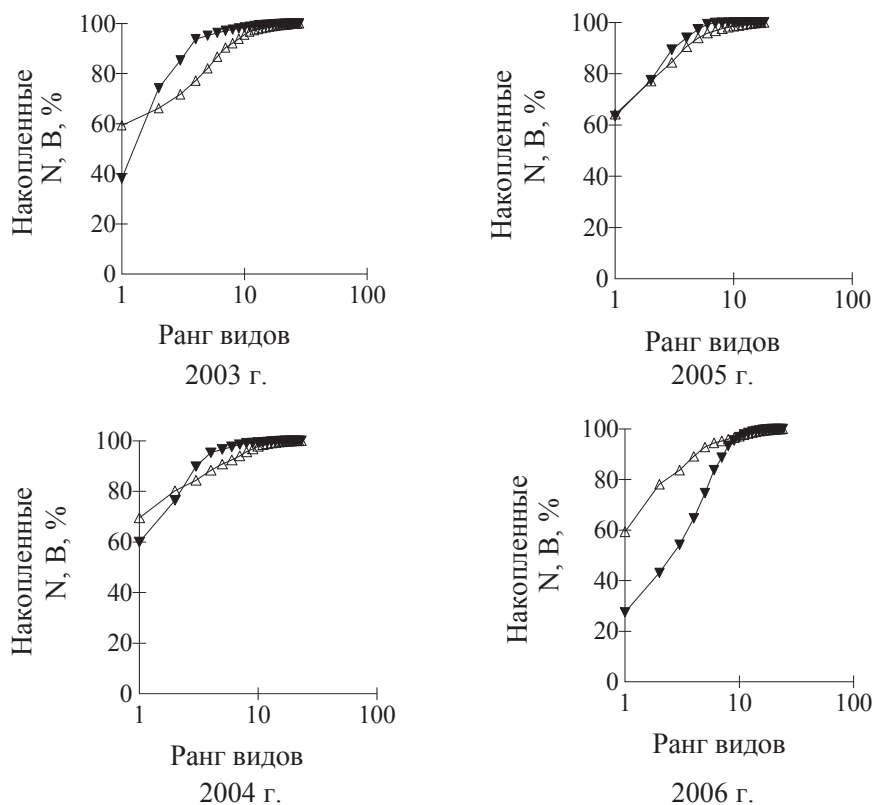 Накопленные
N, B, %
100
80
60
40
20
0
1
10
100
Ранг видов
2003 г.
Накопленные
N, B, %
100
80
60
40
20
0
1
10
100
Ранг видов
2005 г.
Накопленные
N, B, %
100
80
60
40
20
0
1
10
100
Ранг видов
2004 г.
Накопленные
N, B, %
100
80
60
40
20
0
1
10
100
Ранг видов
2006 г.